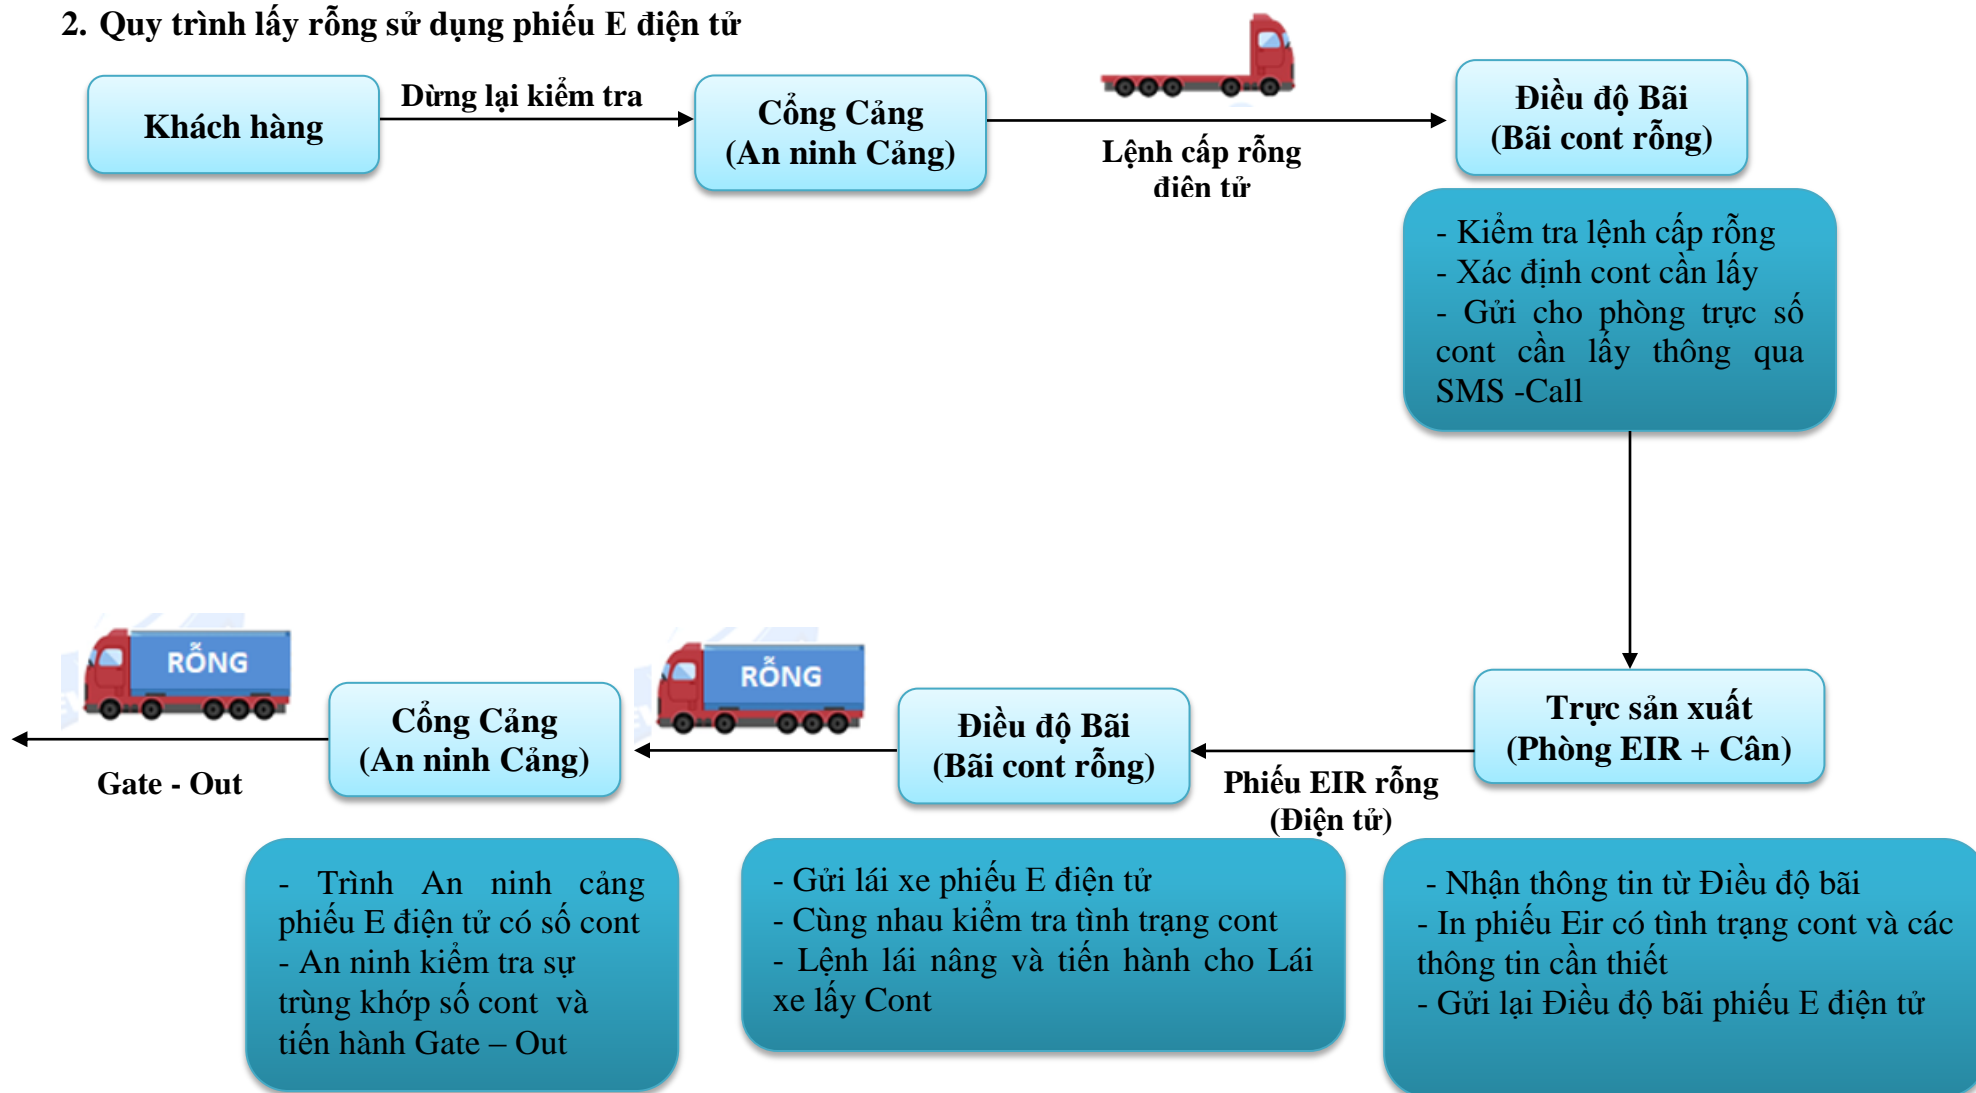 2. Quy trình lấy rỗng sử dụng phiếu E điện tử
Khách hàng
Dừng lại kiểm tra
Cổng Cảng
(An ninh Cảng)
Lệnh cấp rỗng
điện tử
Điều độ Bãi
(Bãi cont rỗng)
- Kiểm tra lệnh cấp rỗng
- Xác định cont cần lấy
- Gửi cho phòng trực số
cont cần lấy thông qua
SMS -Call
Trực sản xuất
(Phòng EIR + Cân)
- Nhận thông tin từ Điều độ bãi
- In phiếu Eir có tình trạng cont và các
thông tin cần thiết
- Gửi lại Điều độ bãi phiếu E điện tử
Phiếu EIR rỗng
(Điện tử)
Điều độ Bãi
(Bãi cont rỗng)
- Gửi lái xe phiếu E điện tử
- Cùng nhau kiểm tra tình trạng cont
- Lệnh lái nâng và tiến hành cho Lái
xe lấy Cont
RỖNG
Cổng Cảng
(An ninh Cảng)
- Trình An ninh cảng
phiếu E điện tử có số cont
- An ninh kiểm tra sự
trùng khớp số cont và
tiến hành Gate – Out
RỖNG
Gate - Out